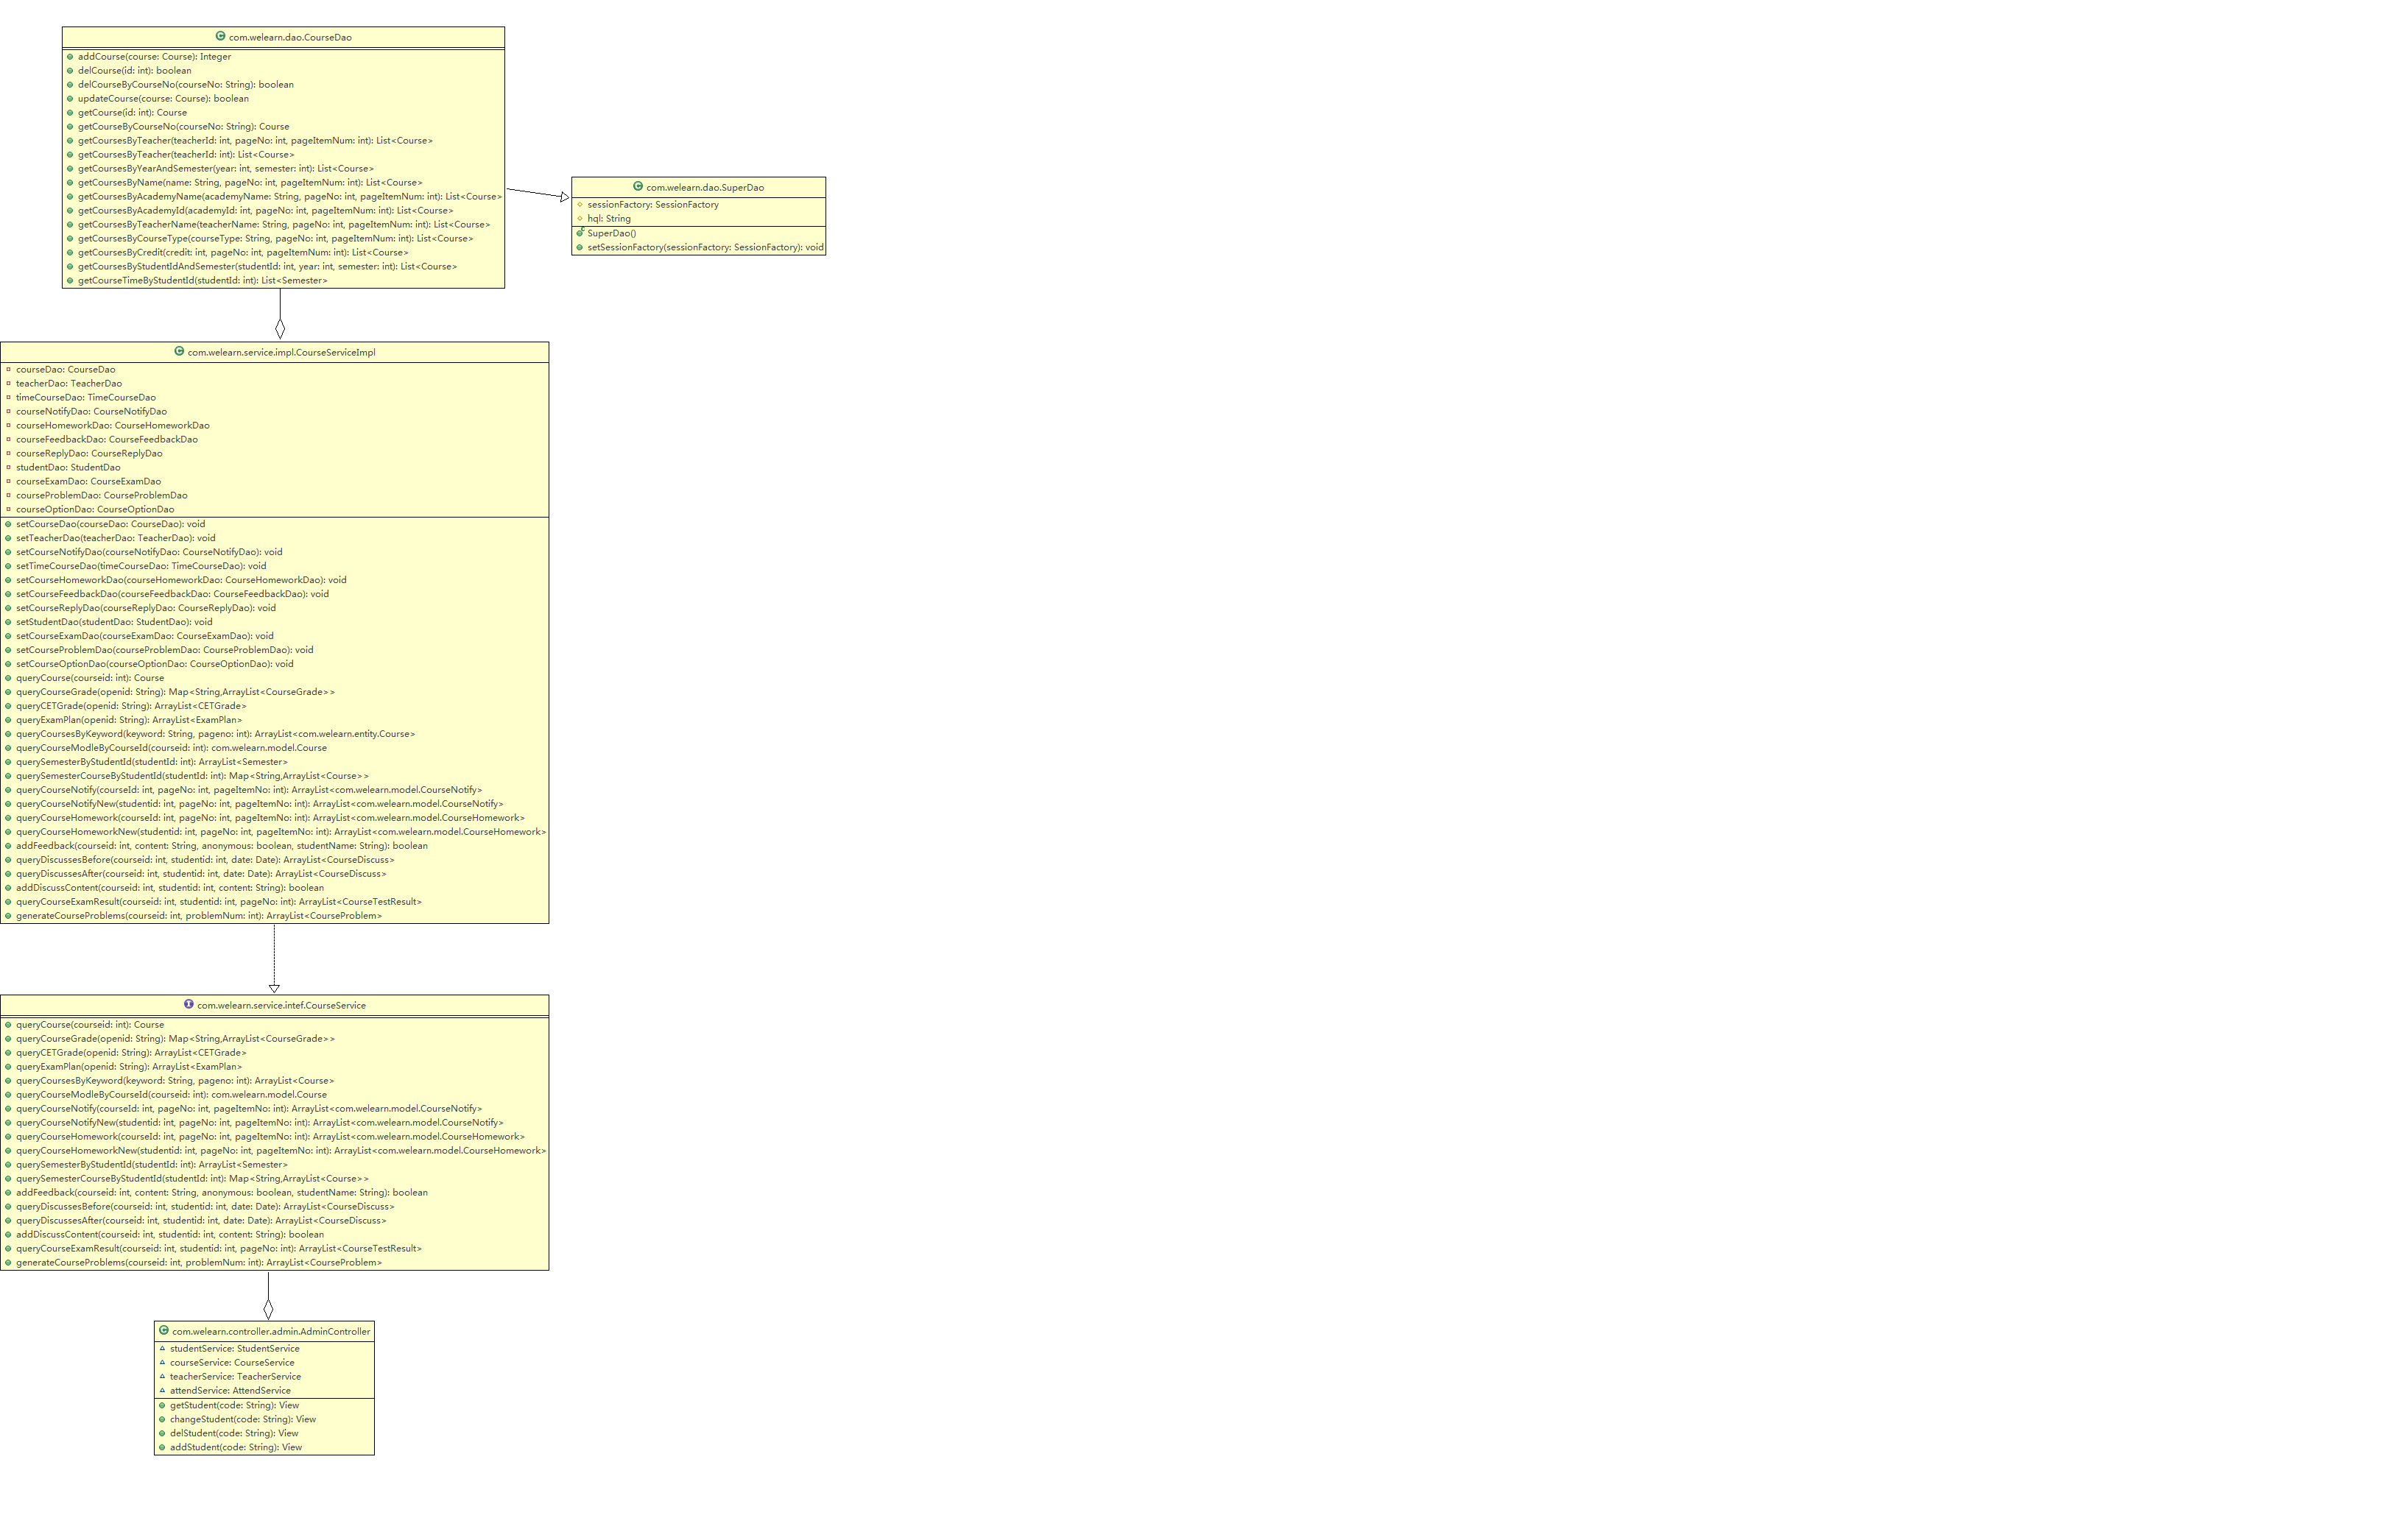 com.welearn.dao.CourseDao
addCourse(course: Course): Integer
delCourse(id: int): boolean
delCourseByCourseNo(courseNo: String): boolean
updateCourse(course: Course): boolean
getCourse(id: int): Course
getCourseByCourseNo(courseNo: String): Course
getCoursesByTeacher(teacherId: int, pageNo: int, pageItemNum: int): List<Course>
getCoursesByTeacher(teacherId: int): List<Course>
getCoursesByYearAndSemester(year: int, semester: int): List<Course>
getCoursesByName(name: String, pageNo: int, pageItemNum: int): List<Course>
getCoursesByAcademyName(academyName: String, pageNo: int, pageItemNum: int): List<Course>
getCoursesByAcademyId(academyId: int, pageNo: int, pageItemNum: int): List<Course>
getCoursesByTeacherName(teacherName: String, pageNo: int, pageItemNum: int): List<Course>
getCoursesByCourseType(courseType: String, pageNo: int, pageItemNum: int): List<Course>
getCoursesByCredit(credit: int, pageNo: int, pageItemNum: int): List<Course>
getCoursesByStudentIdAndSemester(studentId: int, year: int, semester: int): List<Course>
getCourseTimeByStudentId(studentId: int): List<Semester>
com.welearn.dao.SuperDao
sessionFactory: SessionFactory
hql: String
SuperDao()
setSessionFactory(sessionFactory: SessionFactory): void
com.welearn.service.impl.CourseServiceImpl
courseDao: CourseDao
teacherDao: TeacherDao
timeCourseDao: TimeCourseDao
courseNotifyDao: CourseNotifyDao
courseHomeworkDao: CourseHomeworkDao
courseFeedbackDao: CourseFeedbackDao
courseReplyDao: CourseReplyDao
studentDao: StudentDao
courseExamDao: CourseExamDao
courseProblemDao: CourseProblemDao
courseOptionDao: CourseOptionDao
setCourseDao(courseDao: CourseDao): void
setTeacherDao(teacherDao: TeacherDao): void
setCourseNotifyDao(courseNotifyDao: CourseNotifyDao): void
setTimeCourseDao(timeCourseDao: TimeCourseDao): void
setCourseHomeworkDao(courseHomeworkDao: CourseHomeworkDao): void
setCourseFeedbackDao(courseFeedbackDao: CourseFeedbackDao): void
setCourseReplyDao(courseReplyDao: CourseReplyDao): void
setStudentDao(studentDao: StudentDao): void
setCourseExamDao(courseExamDao: CourseExamDao): void
setCourseProblemDao(courseProblemDao: CourseProblemDao): void
setCourseOptionDao(courseOptionDao: CourseOptionDao): void
queryCourse(courseid: int): Course
queryCourseGrade(openid: String): Map<String,ArrayList<CourseGrade>>
queryCETGrade(openid: String): ArrayList<CETGrade>
queryExamPlan(openid: String): ArrayList<ExamPlan>
queryCoursesByKeyword(keyword: String, pageno: int): ArrayList<com.welearn.entity.Course>
queryCourseModleByCourseId(courseid: int): com.welearn.model.Course
querySemesterByStudentId(studentId: int): ArrayList<Semester>
querySemesterCourseByStudentId(studentId: int): Map<String,ArrayList<Course>>
queryCourseNotify(courseId: int, pageNo: int, pageItemNo: int): ArrayList<com.welearn.model.CourseNotify>
queryCourseNotifyNew(studentid: int, pageNo: int, pageItemNo: int): ArrayList<com.welearn.model.CourseNotify>
queryCourseHomework(courseId: int, pageNo: int, pageItemNo: int): ArrayList<com.welearn.model.CourseHomework>
queryCourseHomeworkNew(studentid: int, pageNo: int, pageItemNo: int): ArrayList<com.welearn.model.CourseHomework>
addFeedback(courseid: int, content: String, anonymous: boolean, studentName: String): boolean
queryDiscussesBefore(courseid: int, studentid: int, date: Date): ArrayList<CourseDiscuss>
queryDiscussesAfter(courseid: int, studentid: int, date: Date): ArrayList<CourseDiscuss>
addDiscussContent(courseid: int, studentid: int, content: String): boolean
queryCourseExamResult(courseid: int, studentid: int, pageNo: int): ArrayList<CourseTestResult>
generateCourseProblems(courseid: int, problemNum: int): ArrayList<CourseProblem>
com.welearn.service.intef.CourseService
queryCourse(courseid: int): Course
queryCourseGrade(openid: String): Map<String,ArrayList<CourseGrade>>
queryCETGrade(openid: String): ArrayList<CETGrade>
queryExamPlan(openid: String): ArrayList<ExamPlan>
queryCoursesByKeyword(keyword: String, pageno: int): ArrayList<Course>
queryCourseModleByCourseId(courseid: int): com.welearn.model.Course
queryCourseNotify(courseId: int, pageNo: int, pageItemNo: int): ArrayList<com.welearn.model.CourseNotify>
queryCourseNotifyNew(studentid: int, pageNo: int, pageItemNo: int): ArrayList<com.welearn.model.CourseNotify>
queryCourseHomework(courseId: int, pageNo: int, pageItemNo: int): ArrayList<com.welearn.model.CourseHomework>
queryCourseHomeworkNew(studentid: int, pageNo: int, pageItemNo: int): ArrayList<com.welearn.model.CourseHomework>
querySemesterByStudentId(studentId: int): ArrayList<Semester>
querySemesterCourseByStudentId(studentId: int): Map<String,ArrayList<Course>>
addFeedback(courseid: int, content: String, anonymous: boolean, studentName: String): boolean
queryDiscussesBefore(courseid: int, studentid: int, date: Date): ArrayList<CourseDiscuss>
queryDiscussesAfter(courseid: int, studentid: int, date: Date): ArrayList<CourseDiscuss>
addDiscussContent(courseid: int, studentid: int, content: String): boolean
queryCourseExamResult(courseid: int, studentid: int, pageNo: int): ArrayList<CourseTestResult>
generateCourseProblems(courseid: int, problemNum: int): ArrayList<CourseProblem>
com.welearn.controller.admin.AdminController
studentService: StudentService
courseService: CourseService
teacherService: TeacherService
attendService: AttendService
getStudent(code: String): View
changeStudent(code: String): View
delStudent(code: String): View
addStudent(code: String): View